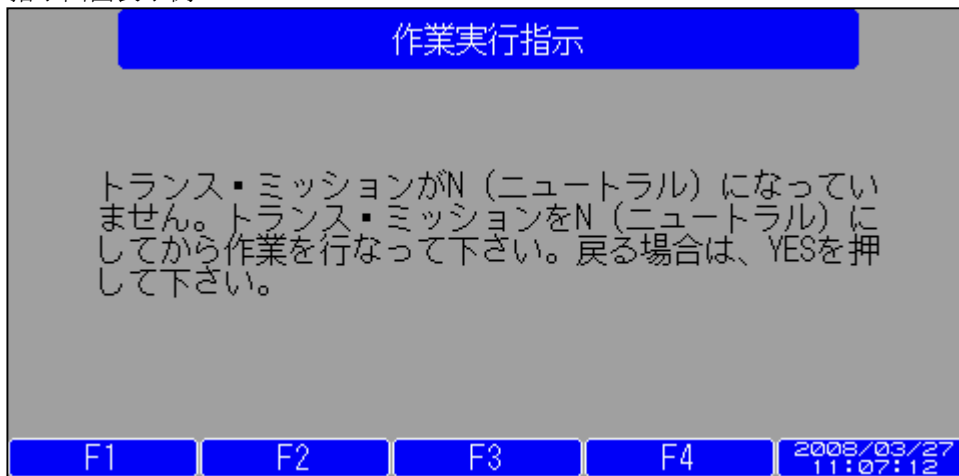 作業実行指示
トランス・ミッションがN（ニュートラル）になってい
ません。トランス・ミッションをN（ニュートラル）に
してから作業を行なって下さい。戻る場合は、YESを押
して下さい。
F1 F2 F3 F4 2008/03/27
11:07:12